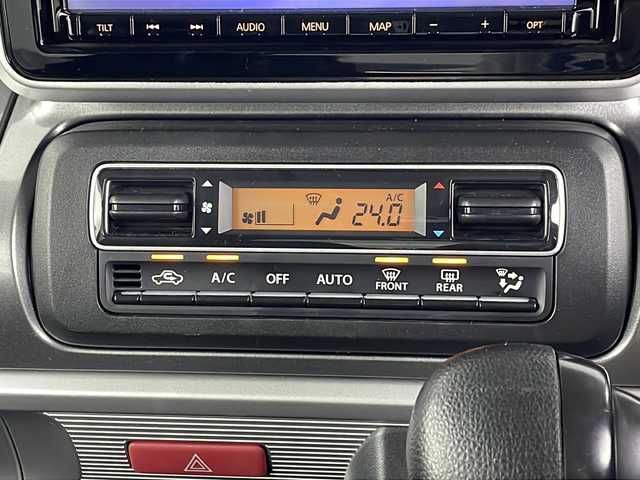 TILT AUDIO MENU MAP − + OPT
A/C
24.0
A/C OFF AUTO FRONT REAR